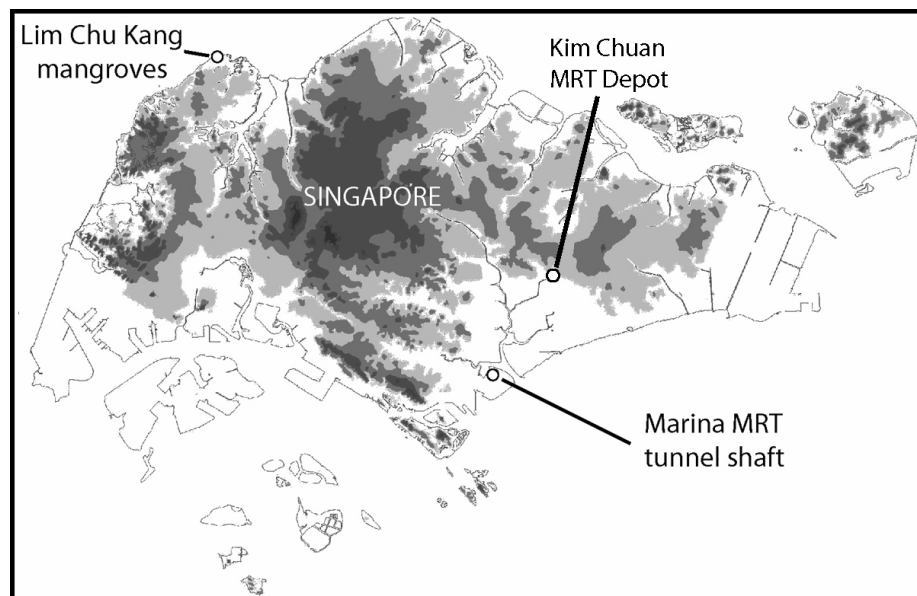 Lim Chu Kang
mangroves
Kim Chuan
MRT Depot
SINGAPORE
Marina MRT
tunnel shaft